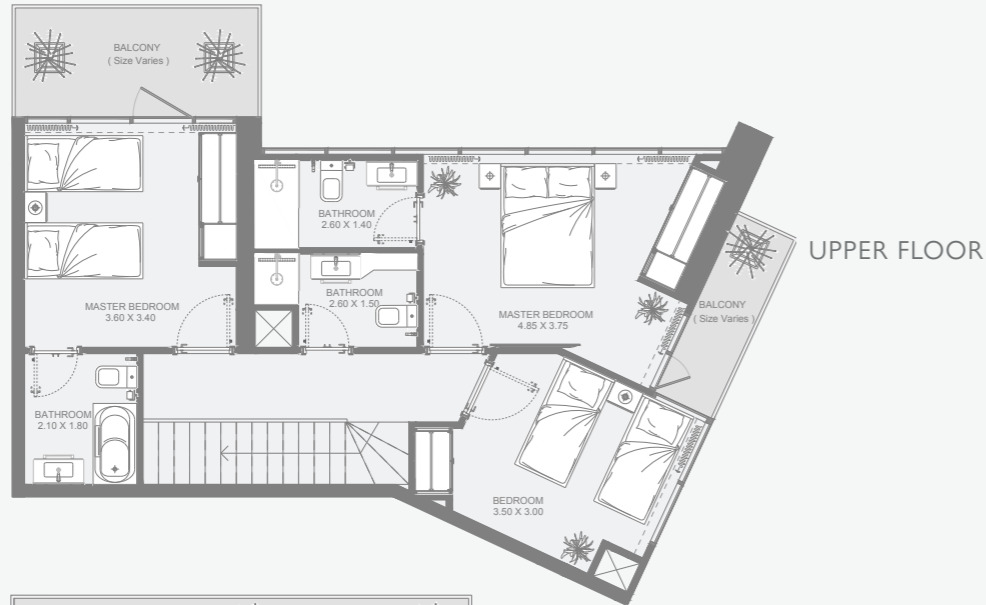 BALCONY
( Size Varies )
BATHROOM
2.60 X 1.40
UPPER FLOOR
BATHROOM
2.60 X 1.50
MASTER BEDROOM
3.60 X 3.40
MASTER BEDROOM
4.85 X 3.75
BALCONY
( Size Varies )
BATHROOM
2.10 X 1.80
BEDROOM
3.50 X 3.00